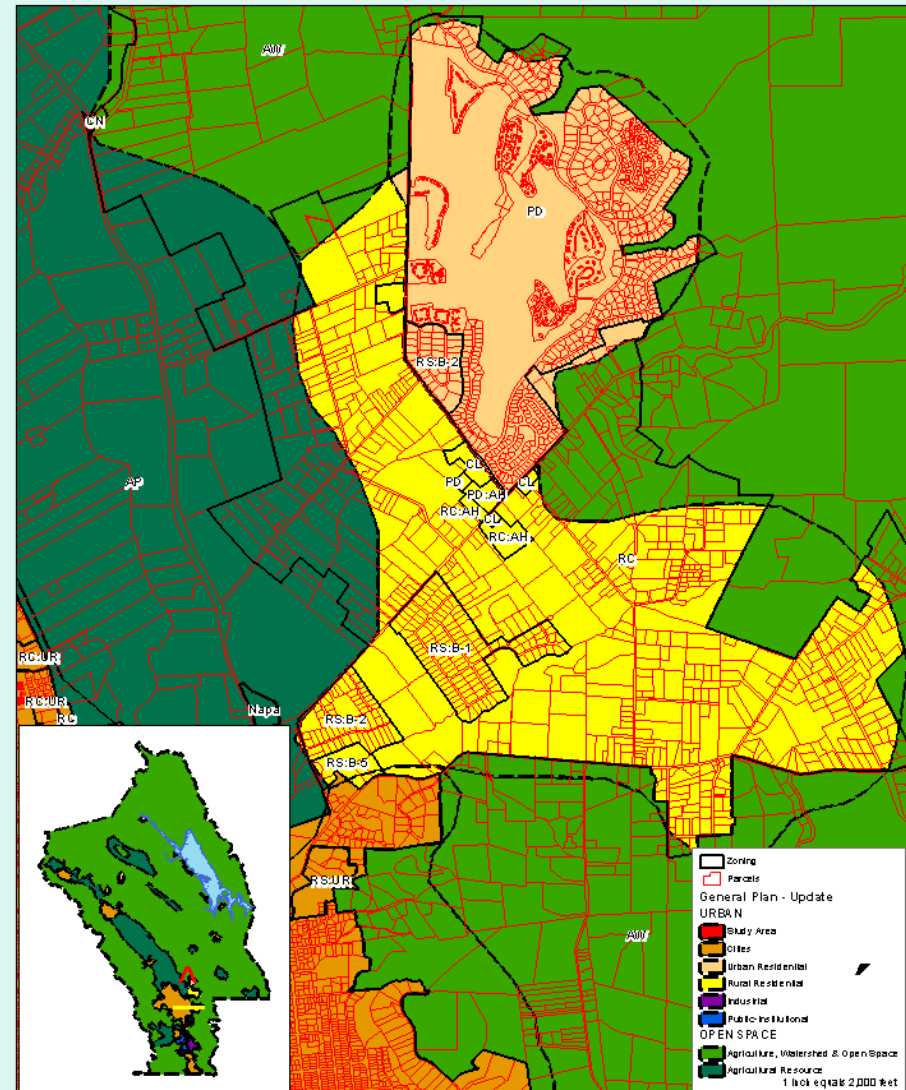 AW
CN
PD
RS:B-2
CL
PD
CL
PD:AH
RC:AH
CL
RC:AH
AP
RC
RS:B-1
RC:UR
RC:UR
RC
Napa
RS:B-2
RS:B-5
RS:UR
AW
Zoning
Parcels
General Plan - Update
URBAN
Study Area
Cities
Urban Residential
Rural Residential
Industrial
Public-Institutional
OPEN SPACE
Agriculture, Watershed & Open Space
Agricultural Resource
1 inch equals 2,000 feet